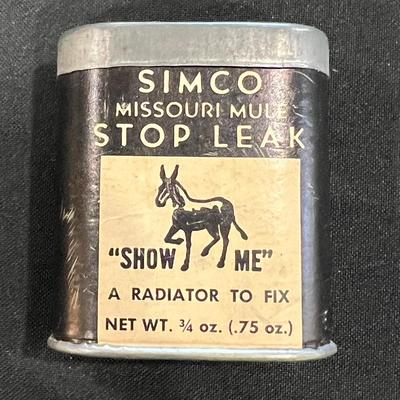 SIMCO
MISSOURI MULE
STOP LEAK
"SHOW ME"
A RADIATOR TO FIX
NET WT. ¾ oz. (.75 oz.)